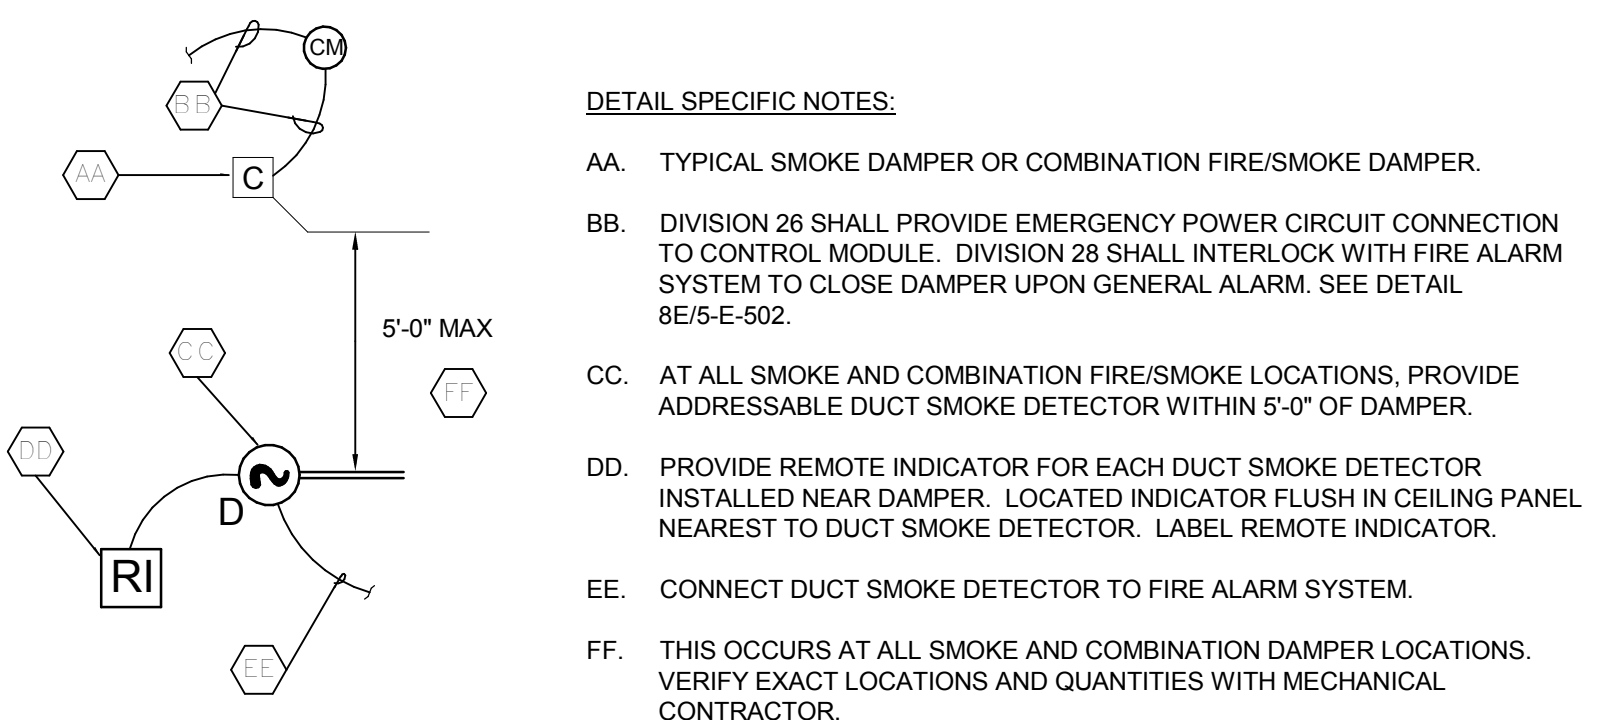 CM
BB
AA
C
5'-0" MAX
CC
FF
DD
D
RI
EE
DETAIL SPECIFIC NOTES:
AA. TYPICAL SMOKE DAMPER OR COMBINATION FIRE/SMOKE DAMPER.
BB. DIVISION 26 SHALL PROVIDE EMERGENCY POWER CIRCUIT CONNECTION
TO CONTROL MODULE. DIVISION 28 SHALL INTERLOCK WITH FIRE ALARM
SYSTEM TO CLOSE DAMPER UPON GENERAL ALARM. SEE DETAIL
8E/5-E-502.
CC. AT ALL SMOKE AND COMBINATION FIRE/SMOKE LOCATIONS, PROVIDE
ADDRESSABLE DUCT SMOKE DETECTOR WITHIN 5'-0" OF DAMPER.
DD. PROVIDE REMOTE INDICATOR FOR EACH DUCT SMOKE DETECTOR
INSTALLED NEAR DAMPER. LOCATED INDICATOR FLUSH IN CEILING PANEL
NEAREST TO DUCT SMOKE DETECTOR. LABEL REMOTE INDICATOR.
EE. CONNECT DUCT SMOKE DETECTOR TO FIRE ALARM SYSTEM.
FF. THIS OCCURS AT ALL SMOKE AND COMBINATION DAMPER LOCATIONS.
VERIFY EXACT LOCATIONS AND QUANTITIES WITH MECHANICAL
CONTRACTOR.